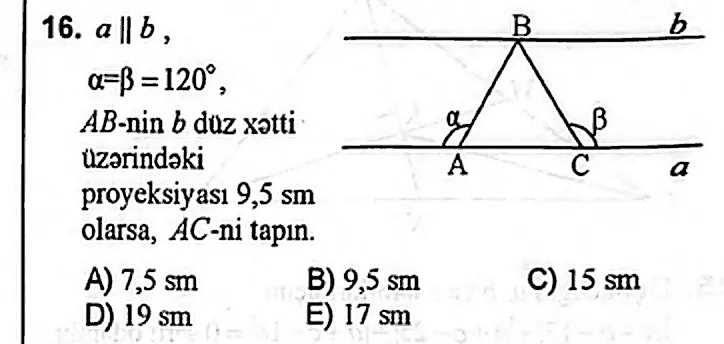 16. a || b ,
α=β = 120°,
AB-nin b düz xətti
üzərindəki
proyeksiyası 9,5 sm
olarsa, AC-ni tapın.
B b
α β
A C a
A) 7,5 sm B) 9,5 sm C) 15 sm
D) 19 sm E) 17 sm